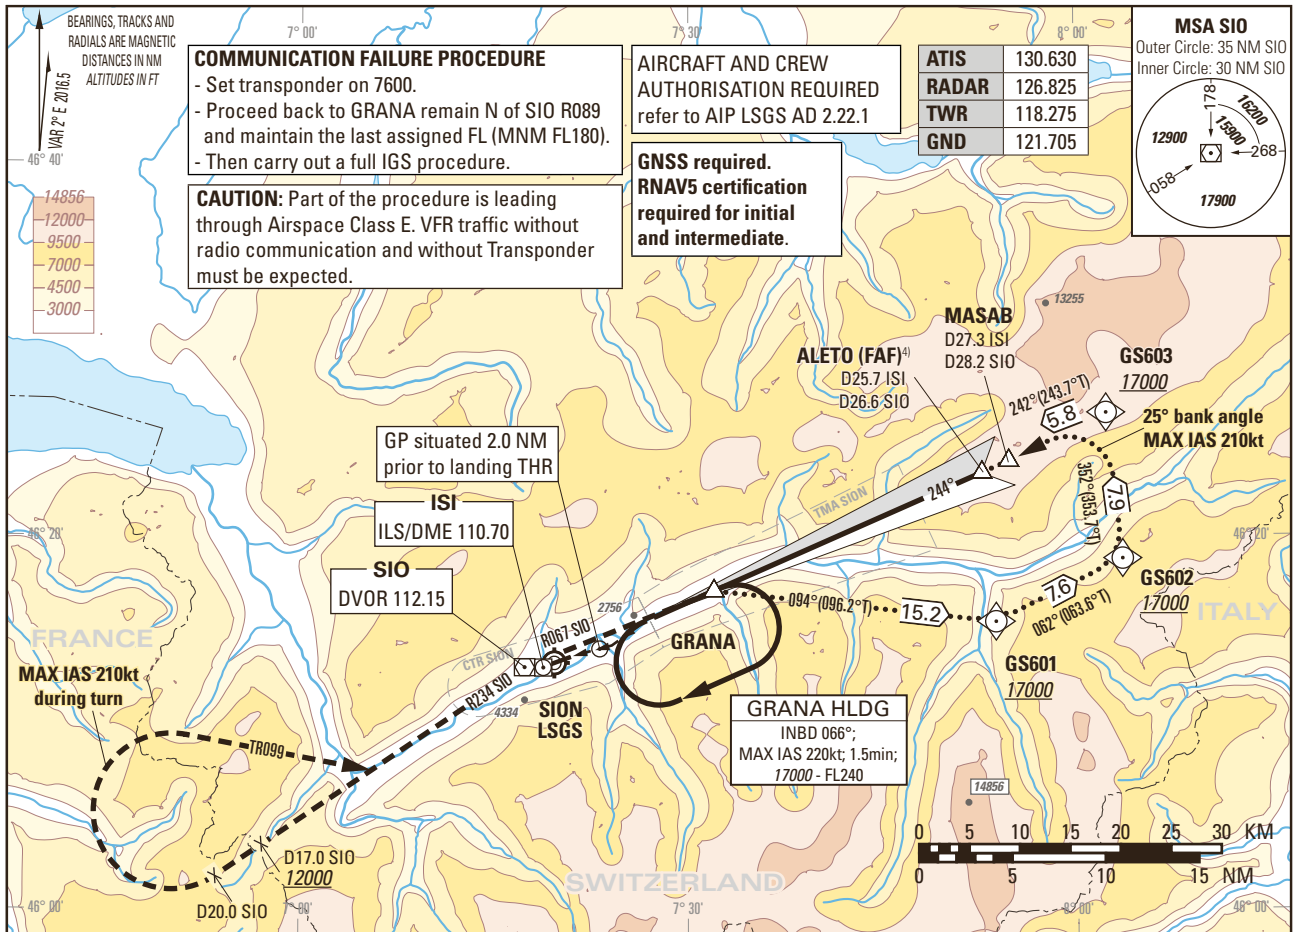 7° 00'
7° 30'
8° 00'
BEARINGS, TRACKS AND
RADIALS ARE MAGNETIC
DISTANCES IN NM
ALTITUDES IN FT
VAR 2° E 2016.5
46° 40'
COMMUNICATION FAILURE PROCEDURE
- Set transponder on 7600.
- Proceed back to GRANA remain N of SIO R089
and maintain the last assigned FL (MNM FL180).
- Then carry out a full IGS procedure.
CAUTION: Part of the procedure is leading
through Airspace Class E. VFR traffic without
radio communication and without Transponder
must be expected.
AIRCRAFT AND CREW
AUTHORISATION REQUIRED
refer to AIP LSGS AD 2.22.1
GNSS required.
RNAV5 certification
required for initial
and intermediate.
ATIS 130.630
RADAR 126.825
TWR 118.275
GND 121.705
MSA SIO
Outer Circle: 35 NM SIO
Inner Circle: 30 NM SIO
178
16200
15900
12900
268
058
17900
14856
12000
9500
7000
4500
3000
13255
MASAB
D27.3 ISI
D28.2 SIO
ALETO (FAF)4)
D25.7 ISI
D26.6 SIO
GS603
17000
242° (243.7°T)
5.8
25° bank angle
MAX IAS 210kt
352° (353.7°T)
7.9
GP situated 2.0 NM
prior to landing THR
ISI
ILS/DME 110.70
SIO
DVOR 112.15
244°
TMA SION
46° 20'
46° 20'
GS602
17000
7.6
062° (063.6°T)
094° (096.2°T)
15.2
GS601
17000
2756
R067 SIO
GRANA
CTR SION
R234 SIO
4334
SION
LSGS
FRANCE
ITALY
MAX IAS 210kt
during turn
TR099
GRANA HLDG
INBD 066°;
MAX IAS 220kt; 1.5min;
17000 - FL240
14856
D17.0 SIO
12000
D20.0 SIO
SWITZERLAND
0 5 10 15 20 25 30 KM
0 5 10 15 NM
46° 00'
7° 00'
7° 30'
8° 00'
46° 00'